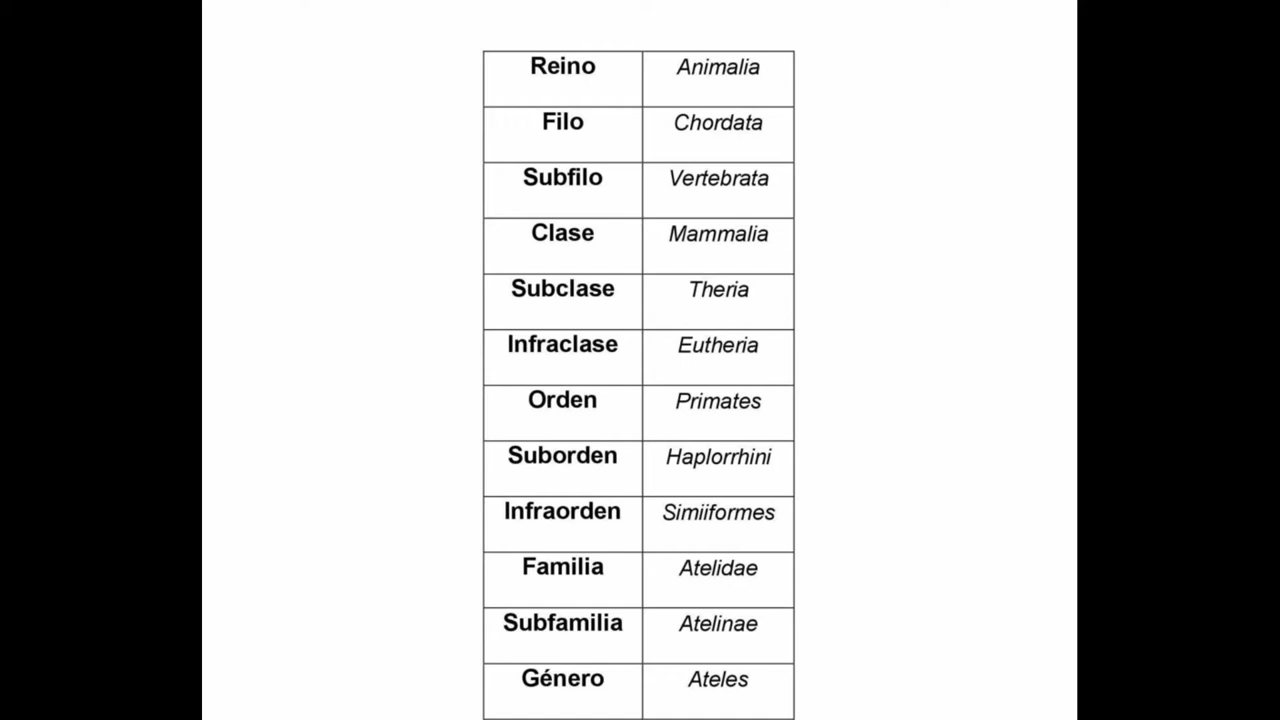 Reino Animalia
Filo Chordata
Subfilo Vertebrata
Clase Mammalia
Subclase Theria
Infraclase Eutheria
Orden Primates
Suborden Haplorrhini
Infraorden Simiiformes
Familia Atelidae
Subfamilia Atelinae
Género Ateles